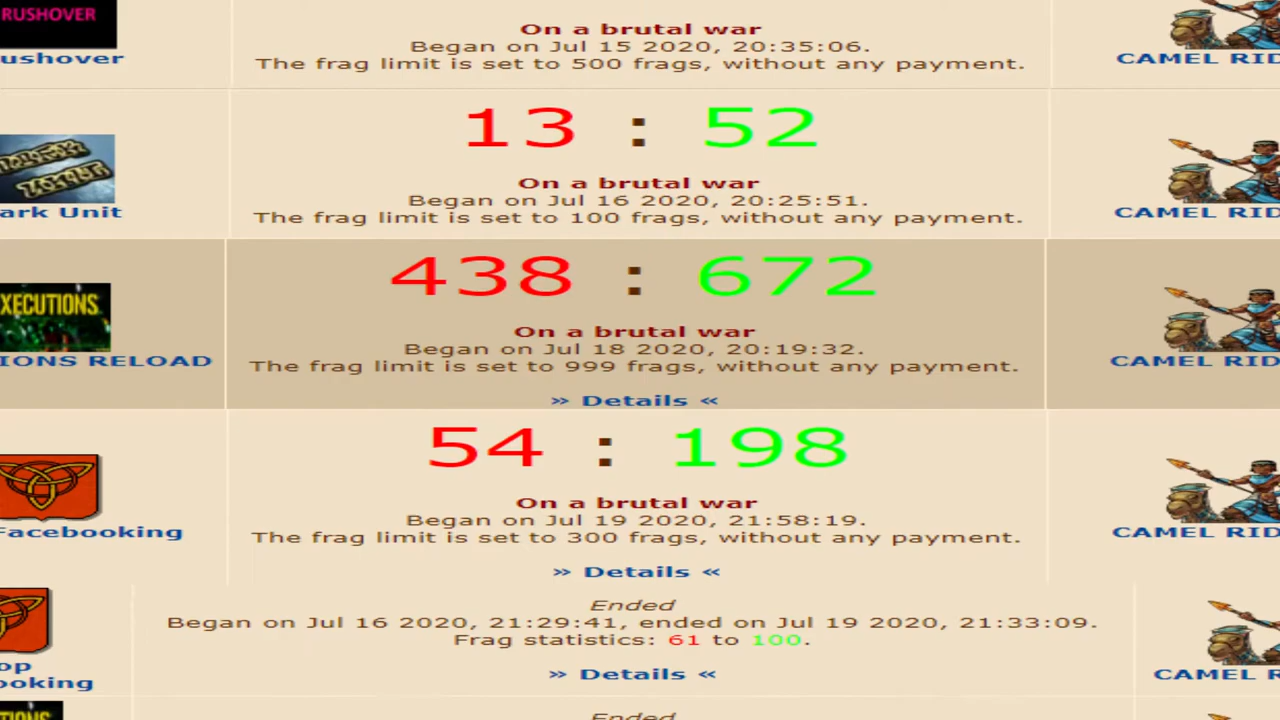 RUSHOVER
ushover
On a brutal war
Began on Jul 15 2020, 20:35:06.
The frag limit is set to 500 frags, without any payment.
CAMEL RID
13 : 52
ark Unit
On a brutal war
Began on Jul 16 2020, 20:25:51.
The frag limit is set to 100 frags, without any payment.
CAMEL RID
438 : 672
XECUTIONS
IONS RELOAD
On a brutal war
Began on Jul 18 2020, 20:19:32.
The frag limit is set to 999 frags, without any payment.
» Details «
CAMEL RID
54 : 198
Facebooking
On a brutal war
Began on Jul 19 2020, 21:58:19.
The frag limit is set to 300 frags, without any payment.
» Details «
CAMEL RID
op
ooking
Ended
Began on Jul 16 2020, 21:29:41, ended on Jul 19 2020, 21:33:09.
Frag statistics: 61 to 100.
» Details «
CAMEL R
TIONS
Ended